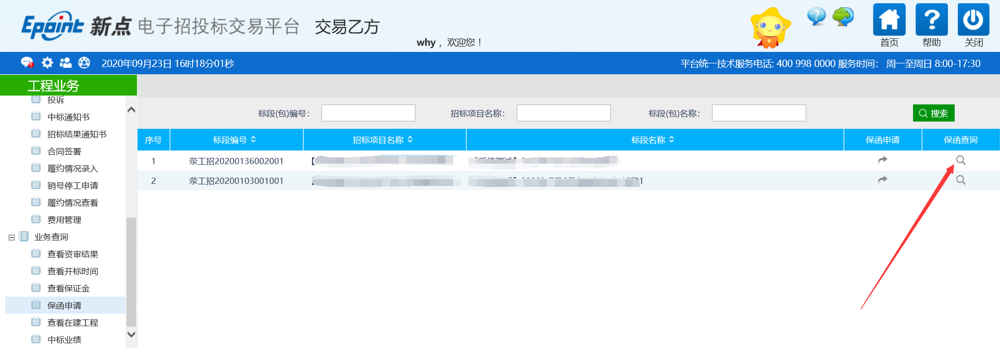 Epoint 新点 电子招投标交易平台 交易乙方
why， 欢迎您！
首页 帮助 关闭
2020年09月23日 16时18分01秒 平台统一技术服务电话: 400 998 0000 服务时间： 周一至周日 8:00-17:30
工程业务
投诉
中标通知书
招标结果通知书
合同签署
履约情况录入
销号停工申请
履约情况查看
费用管理
业务查询
查看资审结果
查看开标时间
查看保证金
保函申请
查看在建工程
中标业绩
标段(包)编号： 招标项目名称： 标段(包)名称： 搜索
序号 标段编号 招标项目名称 标段名称 保函申请 保函查询
1 荥工招20200136002001
2 荥工招20200103001001